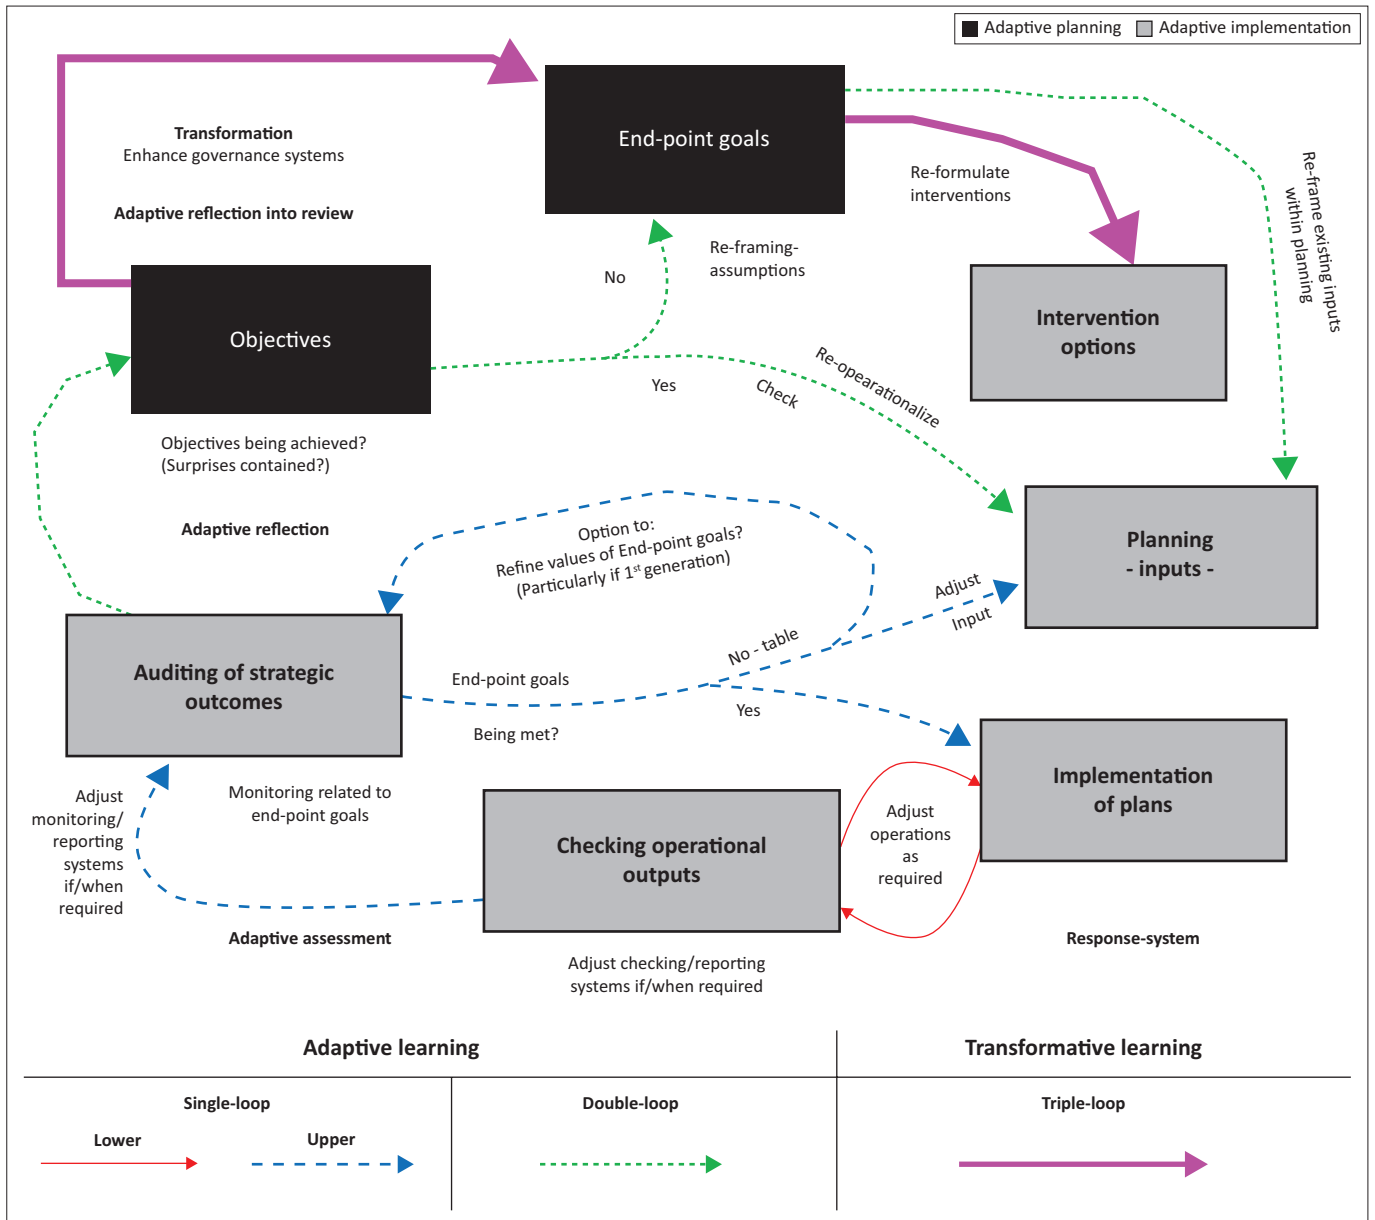 Adaptive planning
Adaptive implementation
Transformation
Enhance governance systems
Adaptive reflection into review
End-point goals
Re-formulate
interventions
Re-frame existing inputs
within planning
Re-framing-
assumptions
No
Objectives
Intervention
options
Yes
Check
Re-opearationalize
Objectives being achieved?
(Surprises contained?)
Adaptive reflection
Option to:
Refine values of End-point goals?
(Particularly if 1st generation)
Planning
- inputs -
Adjust
Input
No - table
Auditing of strategic
outcomes
End-point goals
Being met?
Yes
Implementation
of plans
Adjust
monitoring/
reporting
systems
if/when
required
Monitoring related to
end-point goals
Checking operational
outputs
Adjust
operations
as
required
Adaptive assessment
Response-system
Adjust checking/reporting
systems if/when required
Adaptive learning
Transformative learning
Single-loop
Double-loop
Triple-loop
Lower
Upper